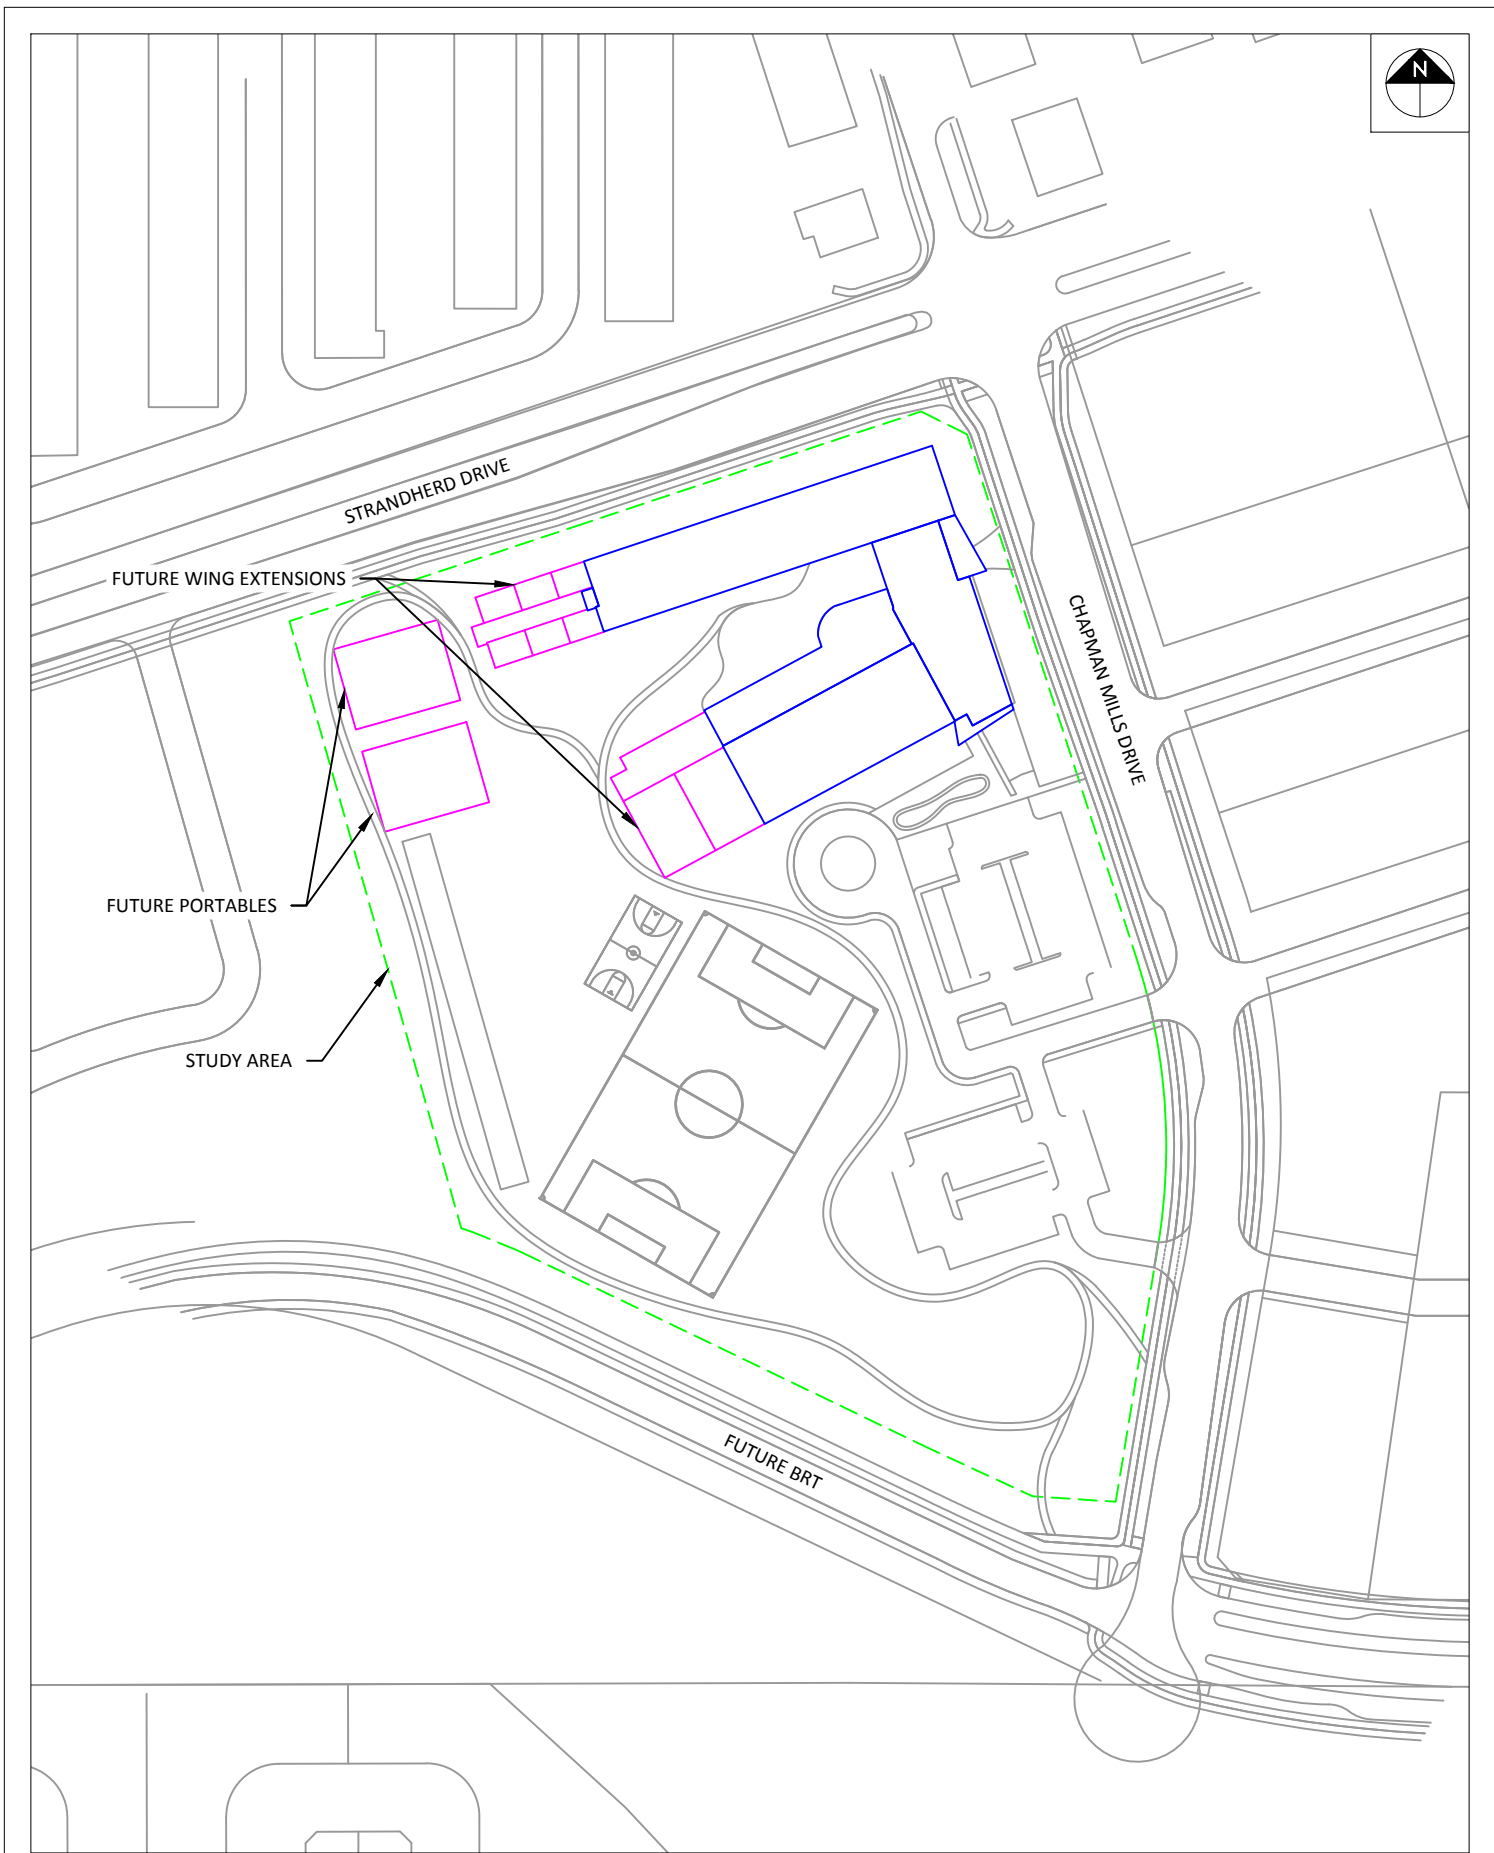 N
STRANDHERD DRIVE
FUTURE WING EXTENSIONS
CHAPMAN MILLS DRIVE
FUTURE PORTABLES
STUDY AREA
FUTURE BRT